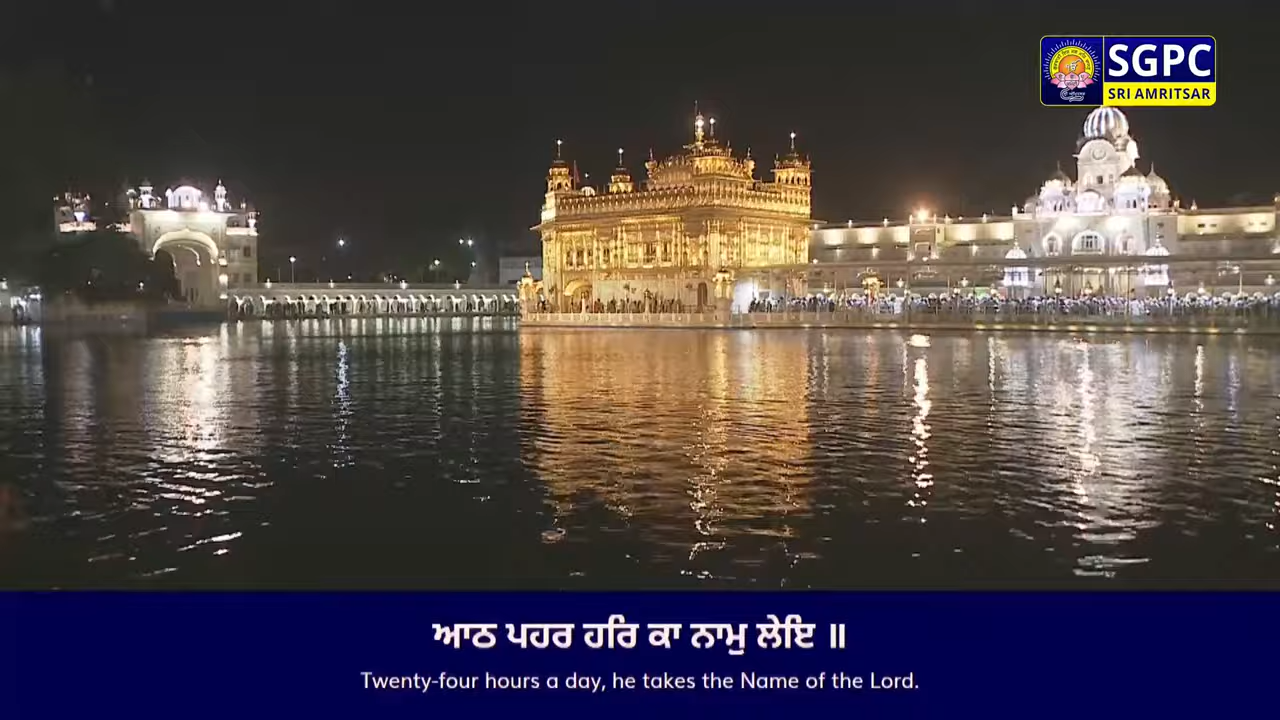 SGPC
SRI AMRITSAR
ਆਠ ਪਹਰ ਹਰਿ ਕਾ ਨਾਮੁ ਲੇਇ ॥
Twenty-four hours a day, he takes the Name of the Lord.